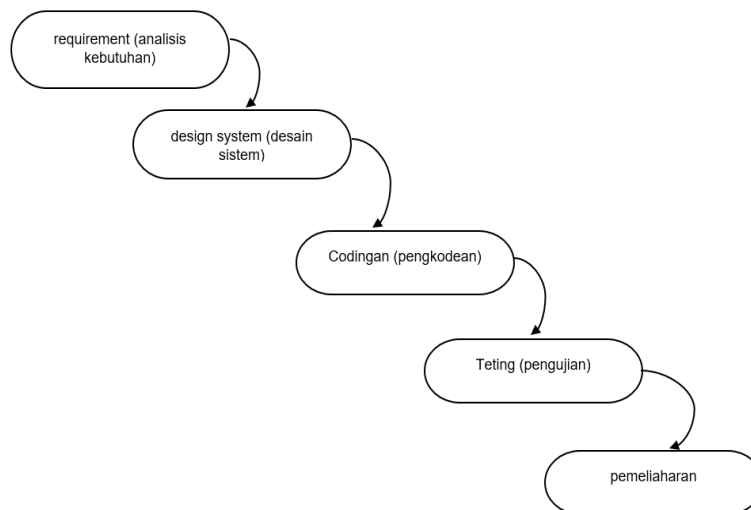 requirement (analisis
kebutuhan)
design system (desain
sistem)
Codingan (pengkodean)
Teting (pengujian)
pemeliaharan